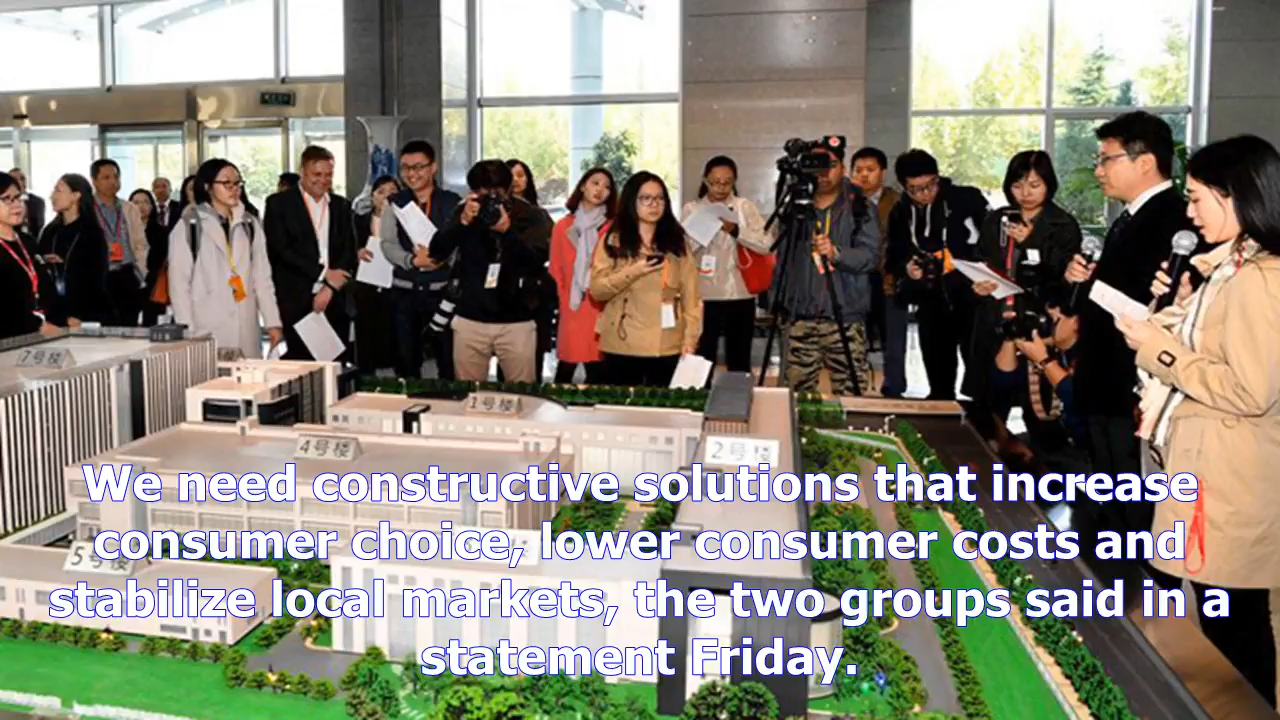 7号楼
1号楼
4号楼
2号楼
5号楼
We need constructive solutions that increase
consumer choice, lower consumer costs and
stabilize local markets, the two groups said in a
statement Friday.